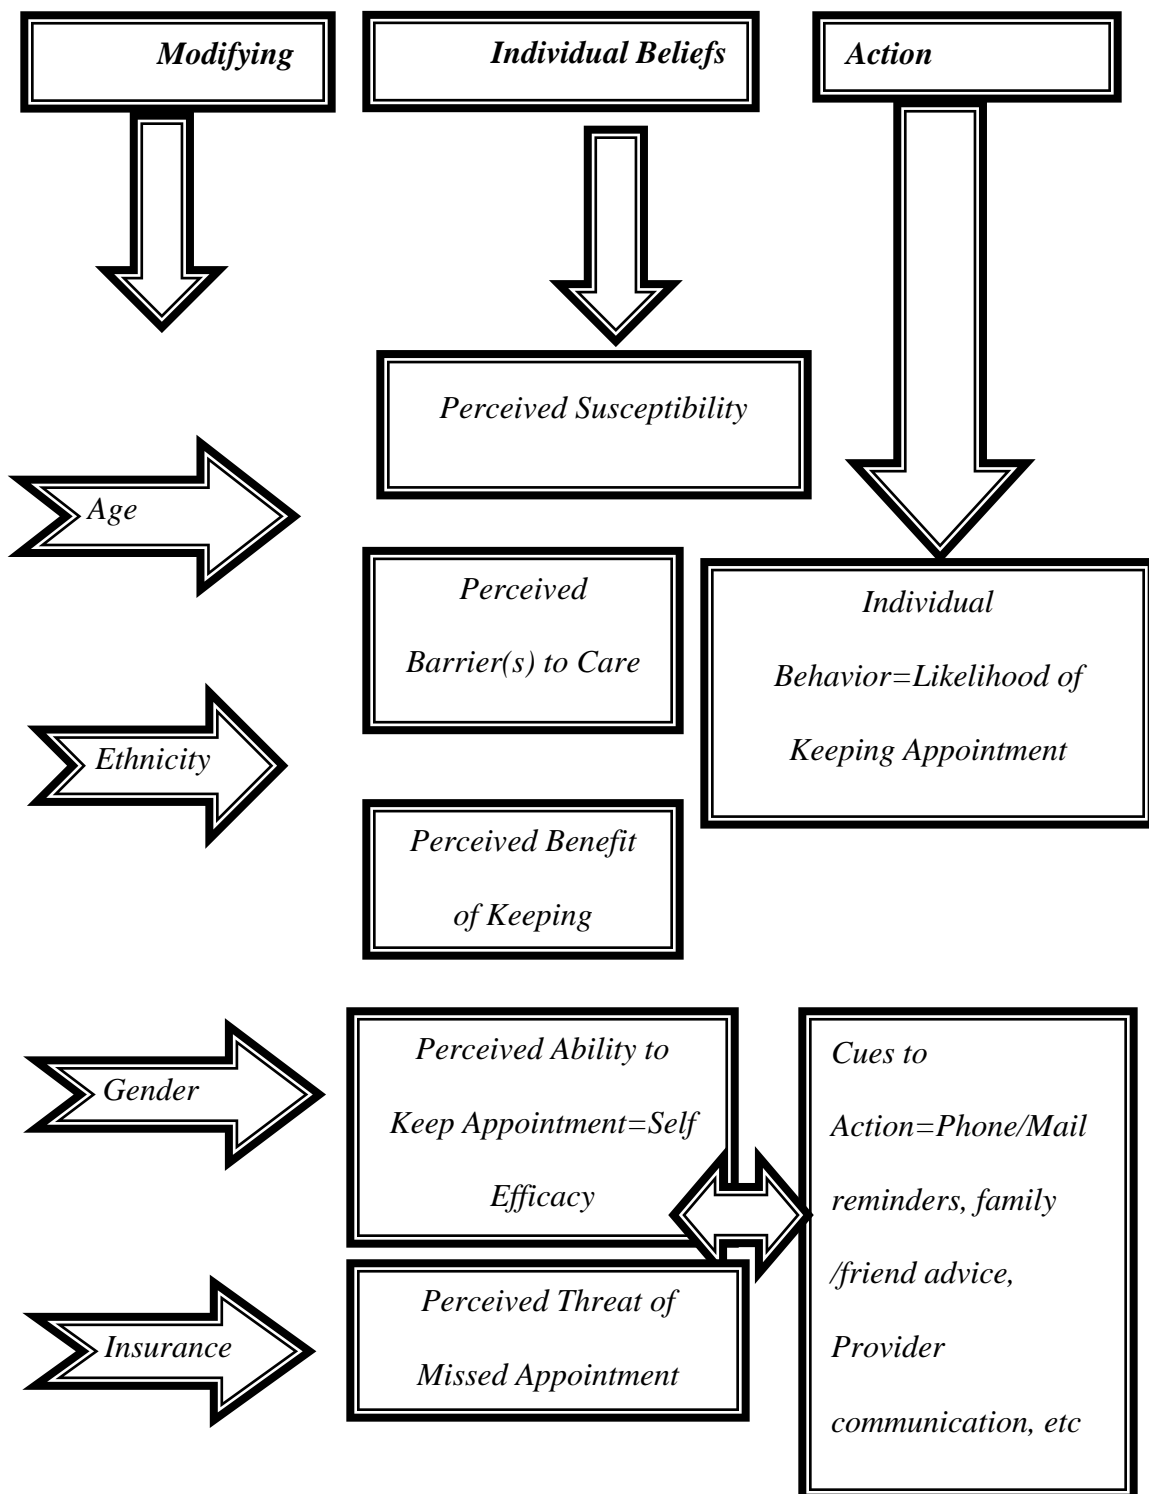 Modifying
Individual Beliefs
Action
Perceived Susceptibility
Age
Perceived
Barrier(s) to Care
Individual
Behavior=Likelihood of
Keeping Appointment
Ethnicity
Perceived Benefit
of Keeping
Gender
Perceived Ability to
Keep Appointment=Self
Efficacy
Cues to
Action=Phone/Mail
reminders, family
/friend advice,
Provider
communication, etc
Insurance
Perceived Threat of
Missed Appointment